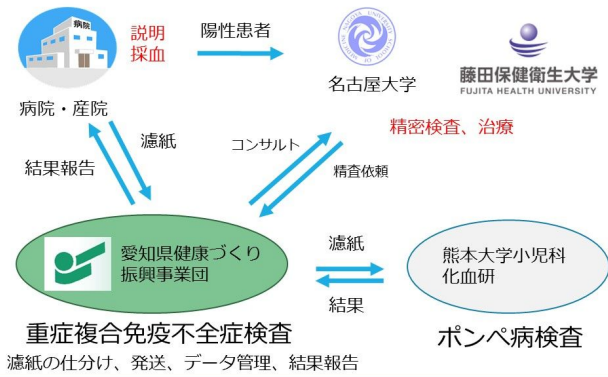 病院
説明
採血
陽性患者
病院・産院
名古屋大学
藤田保健衛生大学
FUJITA HEALTH UNIVERSITY
精密検査、治療
結果報告
濾紙
コンサルト
精査依頼
愛知県健康づくり
振興事業団
濾紙
結果
熊本大学小児科
化血研
重症複合免疫不全症検査
濾紙の仕分け、発送、データ管理、結果報告
ポンペ病検査